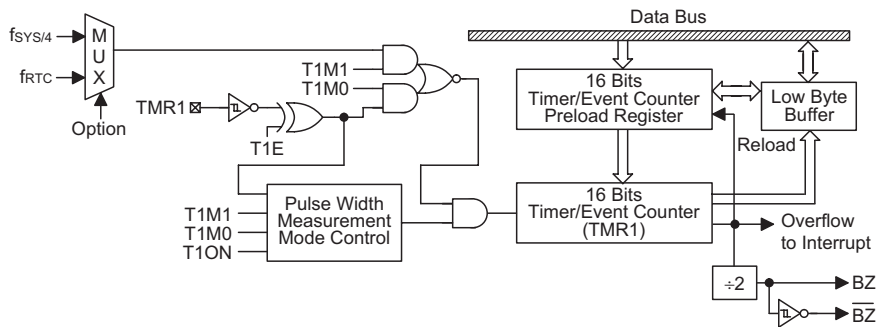 Data Bus
fSYS/4
fRTC
M
U
X
Option
T1M1
T1M0
TMR1
T1E
16 Bits
Timer/Event Counter
Preload Register
Low Byte
Buffer
Reload
T1M1
T1M0
T1ON
Pulse Width
Measurement
Mode Control
16 Bits
Timer/Event Counter
(TMR1)
Overflow
to Interrupt
÷2
BZ
B̅Z̅